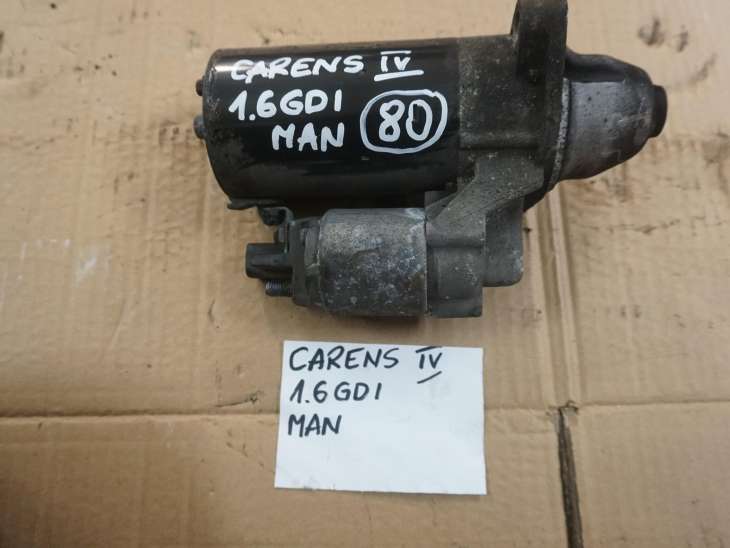 CARENS IV
1.6GDI
MAN 80
CARENS IV
1.6GDI
MAN